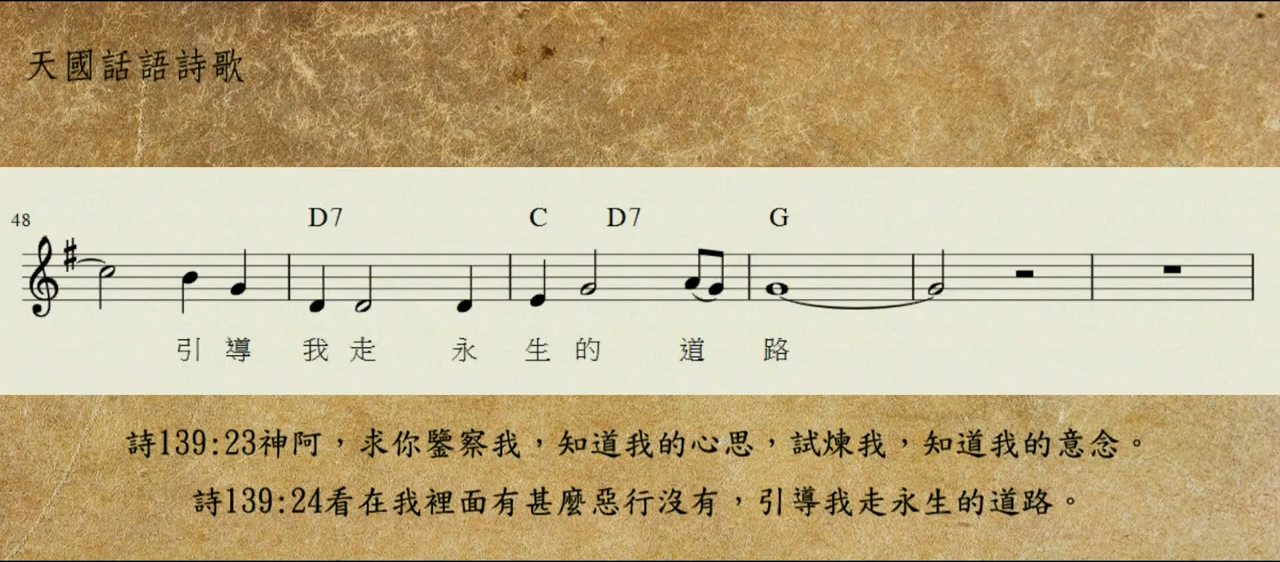 天國話語詩歌
48
D7 C D7 G
引 導 我 走 永 生 的 道 路
詩139:23神阿，求你鑒察我，知道我的心思，試煉我，知道我的意念。
詩139:24看在我裡面有甚麼惡行沒有，引導我走永生的道路。